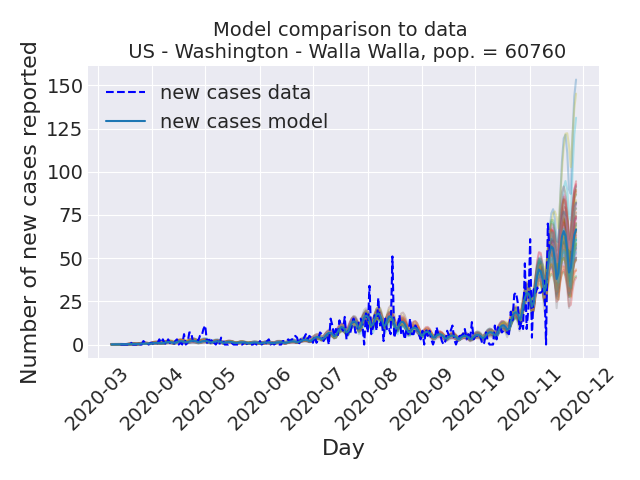 Model comparison to data
US - Washington - Walla Walla, pop. = 60760
Number of new cases reported
150
125
100
75
50
25
0
new cases data
new cases model
2020-03
2020-04
2020-05
2020-06
2020-07
2020-08
2020-09
2020-10
2020-11
2020-12
Day